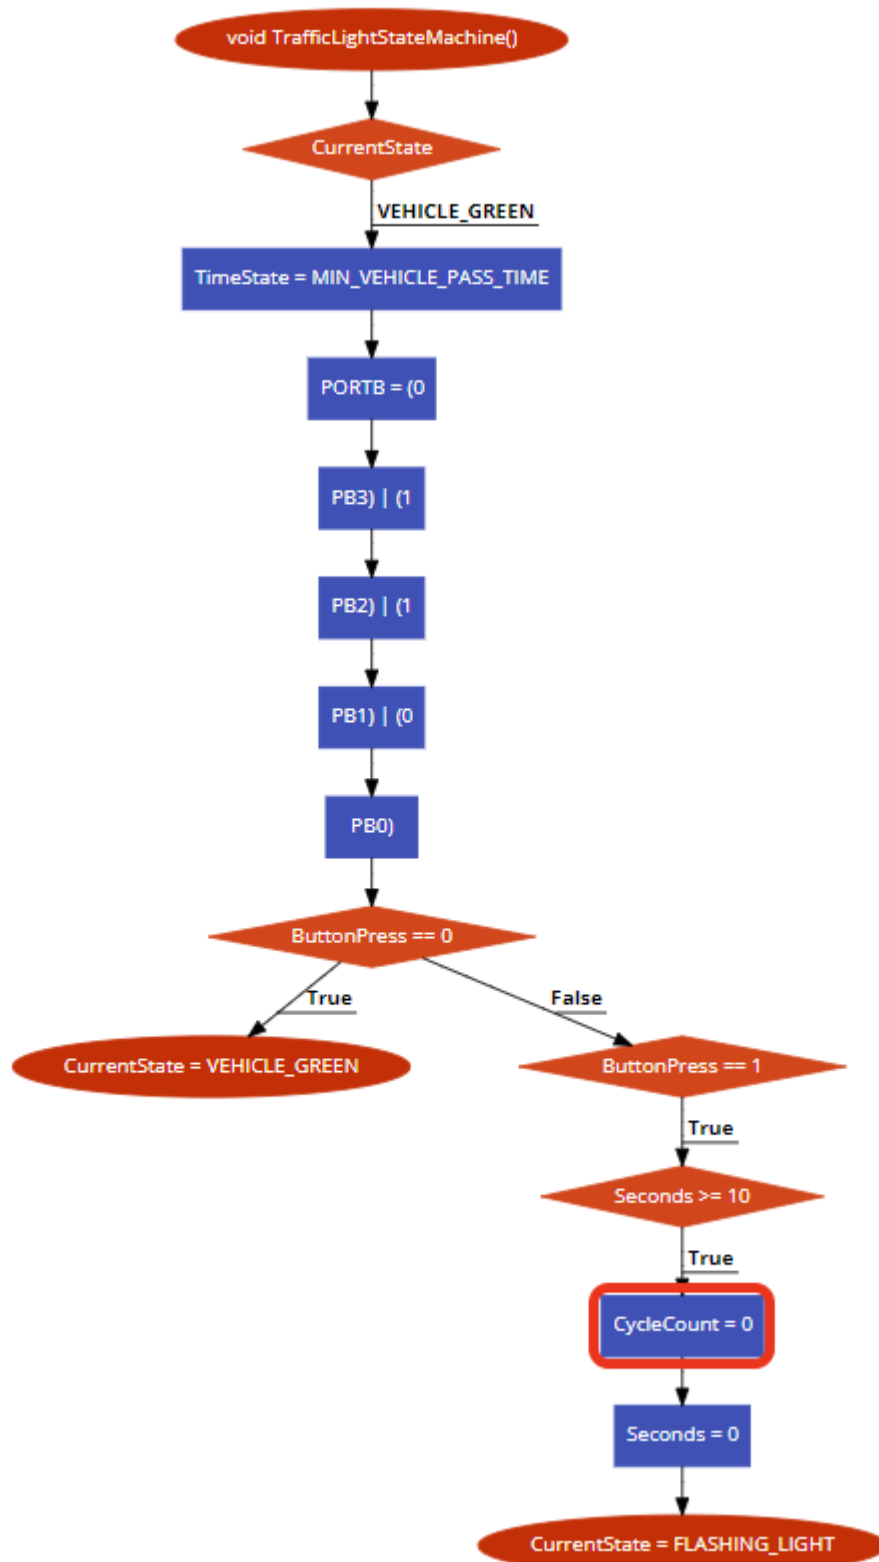 void TrafficLightStateMachine()
CurrentState
VEHICLE_GREEN
TimeState = MIN_VEHICLE_PASS_TIME
PORTB = (0
PB3) | (1
PB2) | (1
PB1) | (0
PB0)
ButtonPress == 0
True
False
CurrentState = VEHICLE_GREEN
ButtonPress == 1
True
Seconds >= 10
True
CycleCount = 0
Seconds = 0
CurrentState = FLASHING_LIGHT